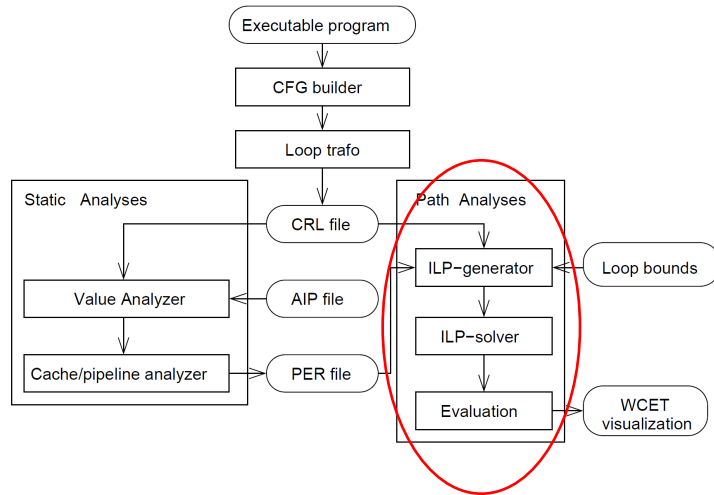 Executable program
CFG builder
Loop trafo
Static Analyses
Path Analyses
CRL file
ILP−generator
Loop bounds
Value Analyzer
AIP file
ILP−solver
Cache/pipeline analyzer
PER file
Evaluation
WCET
visualization